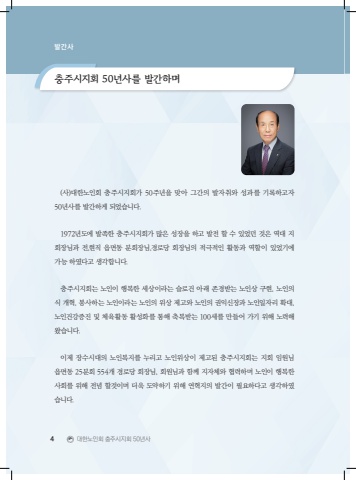 발간사
충주시지회 50년사를 발간하며
(사)대한노인회 충주시지회가 50주년을 맞아 그간의 발자취와 성과를 기록하고자
50년사를 발간하게 되었습니다.
1972년도에 발족한 충주시지회가 많은 성장을 하고 발전 할 수 있었던 것은 역대 지
회장님과 전,현직 읍면동 분회장님,경로당 회장님의 적극적인 활동과 역할이 있었기에
가능 하였다고 생각합니다.
충주시지회는 노인이 행복한 세상이라는 슬로건 아래 존경받는 노인상 구현, 노인의
식 개혁, 봉사하는 노인이라는 노인의 위상 제고와 노인의 권익신장과 노인일자리 확대,
노인건강증진 및 체육활동 활성화를 통해 축복받는 100세를 만들어 가기 위해 노력해
왔습니다.
이제 장수시대의 노인복지를 누리고 노인위상이 제고된 충주시지회는 지회 임원님
읍면동 25분회 554개 경로당 회장님, 회원님과 함께 지자체와 협력하며 노인이 행복한
사회를 위해 전념 할것이며 더욱 도약하기 위해 연혁지의 발간이 필요하다고 생각하였
습니다.
4 대한노인회 충주시지회 50년사